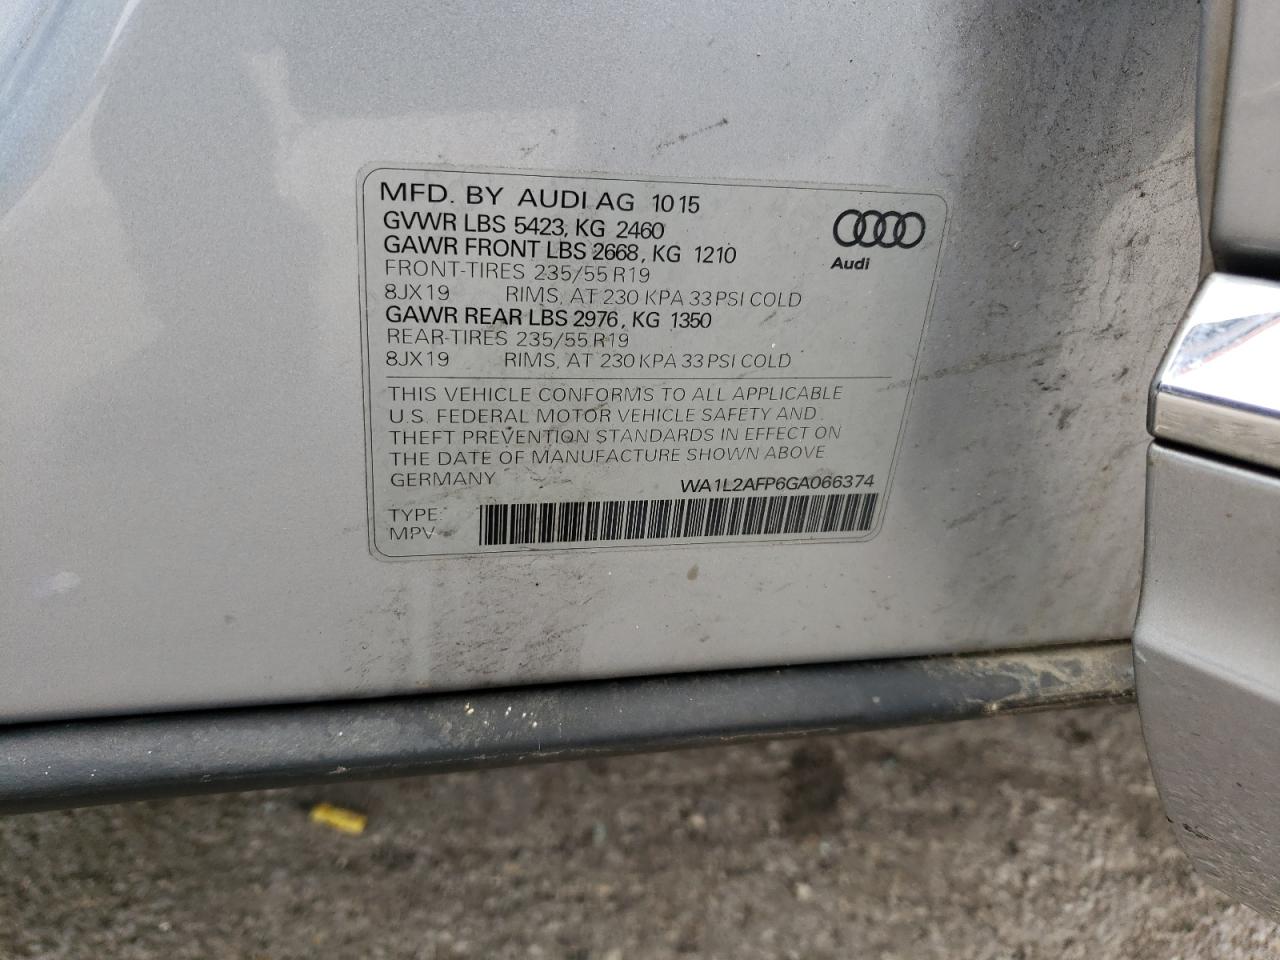 MFD. BY AUDI AG 10 15
GVWR LBS 5423, KG 2460
GAWR FRONT LBS 2668, KG 1210
FRONT-TIRES 235/55 R19
8JX19 RIMS, AT 230 KPA 33 PSI COLD
GAWR REAR LBS 2976, KG 1350
REAR-TIRES 235/55 R19
8JX19 RIMS, AT 230 KPA 33 PSI COLD
Audi
THIS VEHICLE CONFORMS TO ALL APPLICABLE
U.S. FEDERAL MOTOR VEHICLE SAFETY AND
THEFT PREVENTION STANDARDS IN EFFECT ON
THE DATE OF MANUFACTURE SHOWN ABOVE
GERMANY WA1L2AFP6GA066374
TYPE:
MPV